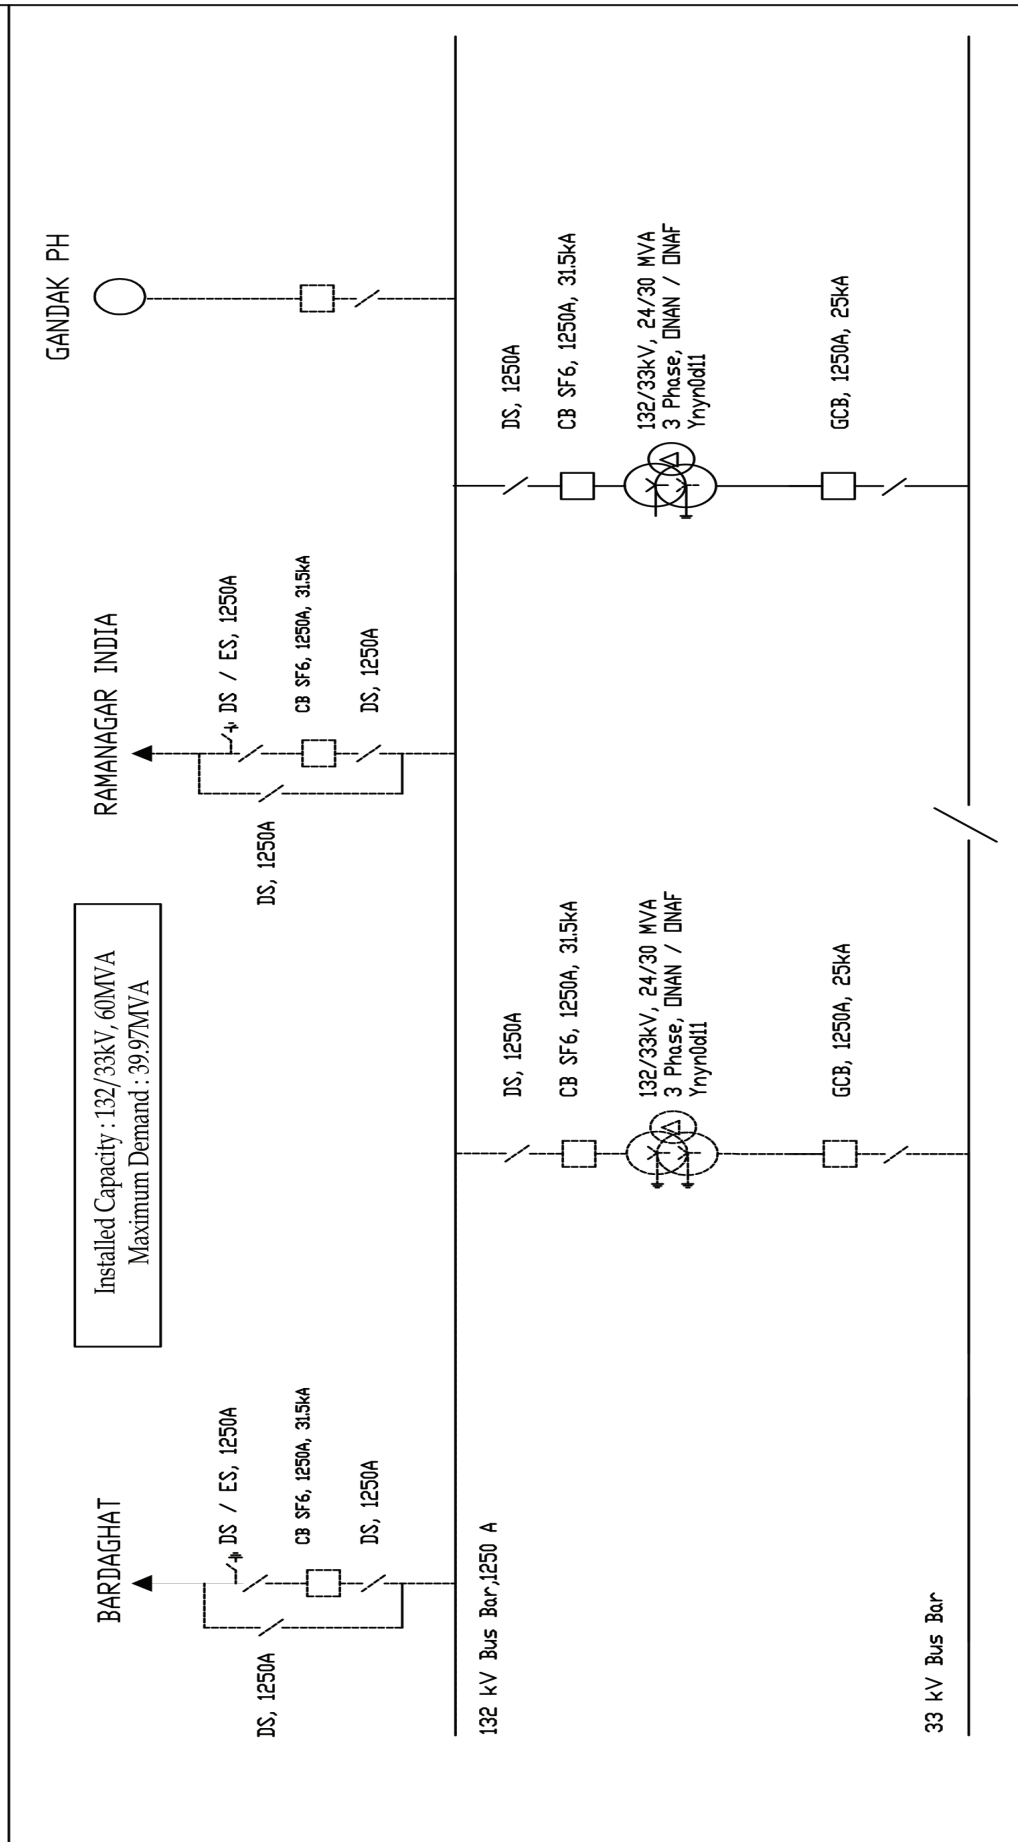 GANDAK PH
RAMANAGAR INDIA
DS / ES, 1250A
CB SF6, 1250A, 31.5kA
DS, 1250A
DS, 1250A
Installed Capacity : 132/33kV, 60MVA
Maximum Demand : 39.97MVA
BARDAGHAT
DS / ES, 1250A
CB SF6, 1250A, 31.5kA
DS, 1250A
DS, 1250A
132 kV Bus Bar,1250 A
DS, 1250A
CB SF6, 1250A, 31.5kA
132/33kV, 24/30 MVA
3 Phase, ONAN / ONAF
Ynyn0d11
GCB, 1250A, 25kA
DS, 1250A
CB SF6, 1250A, 31.5kA
132/33kV, 24/30 MVA
3 Phase, ONAN / ONAF
Ynyn0d11
GCB, 1250A, 25kA
33 kV Bus Bar